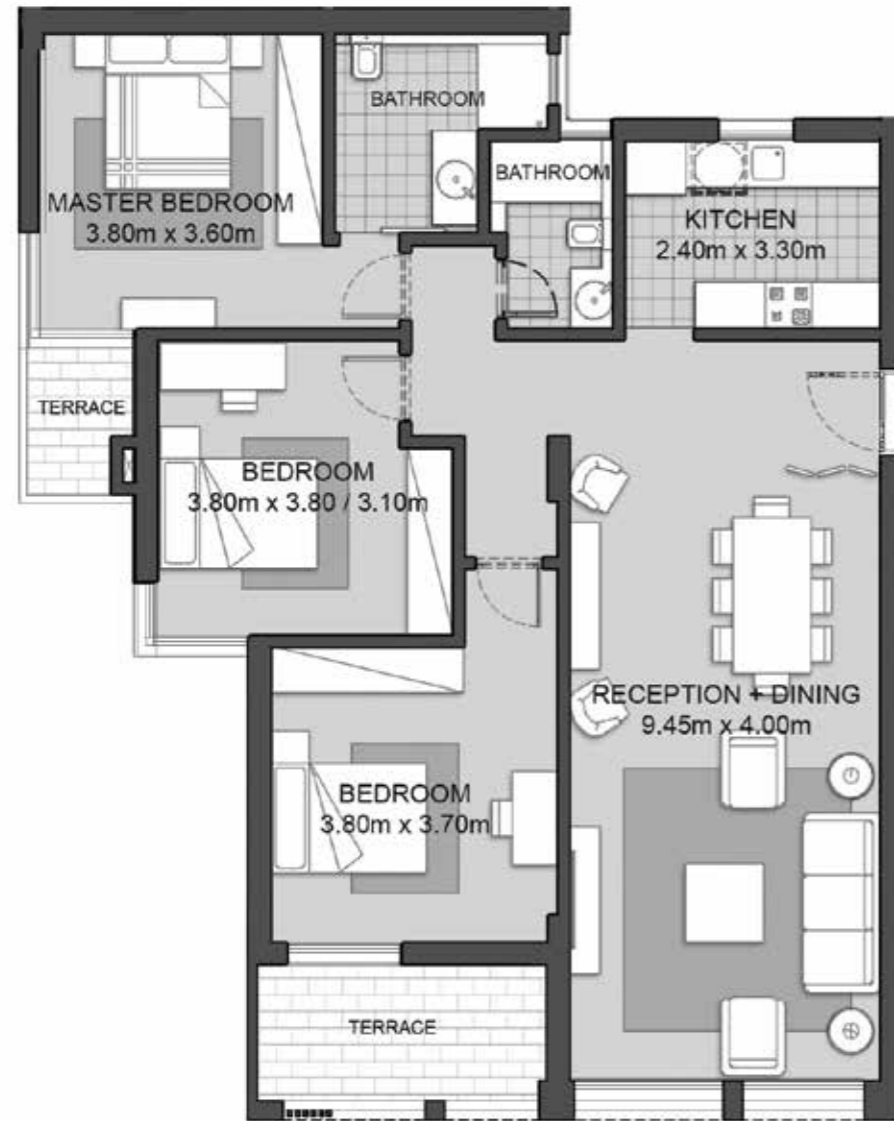 BATHROOM
BATHROOM
MASTER BEDROOM
3.80m x 3.60m
KITCHEN
2.40m x 3.30m
TERRACE
BEDROOM
3.80m x 3.80 / 3.10m
RECEPTION + DINING
9.45m x 4.00m
BEDROOM
3.80m x 3.70m
TERRACE